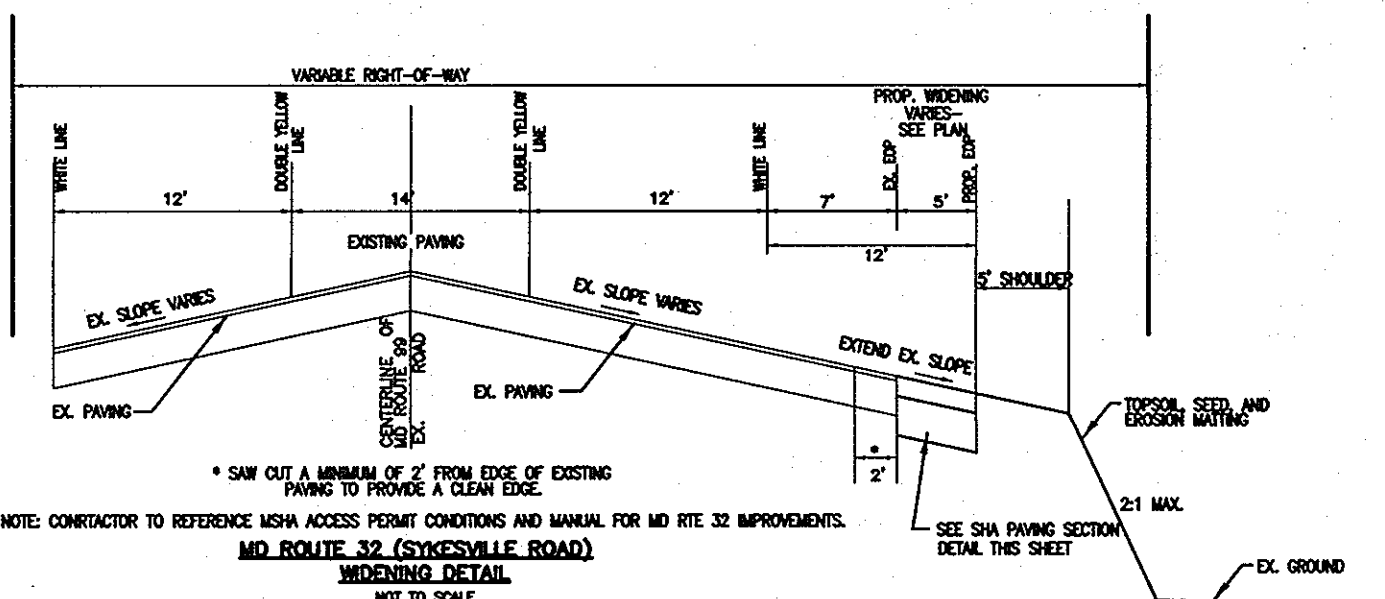 VARIABLE RIGHT-OF-WAY
PROP. WIDENING
VARIES-
SEE PLAN
WHITE LINE
DOUBLE YELLOW
LINE
DOUBLE YELLOW
LINE
WHITE LINE
EX. EOP
PROP. EOP
12'
14'
12'
7'
5'
12'
EXISTING PAVING
5' SHOULDER
EX. SLOPE VARIES
EX. SLOPE VARIES
EXTEND EX. SLOPE
EX. PAVING
CENTERLINE OF
MD ROUTE 99
EX. ROAD
EX. PAVING
TOPSOIL, SEED, AND
EROSION MATTING
*
2'
* SAW CUT A MINIMUM OF 2' FROM EDGE OF EXISTING
PAVING TO PROVIDE A CLEAN EDGE.
2:1 MAX.
NOTE: CONRTACTOR TO REFERENCE MSHA ACCESS PERMIT CONDITIONS AND MANUAL FOR MD RTE 32 IMPROVEMENTS.
SEE SHA PAVING SECTION
DETAIL THIS SHEET
MD ROUTE 32 (SYKESVILLE ROAD)
WIDENING DETAIL
NOT TO SCALE
EX. GROUND